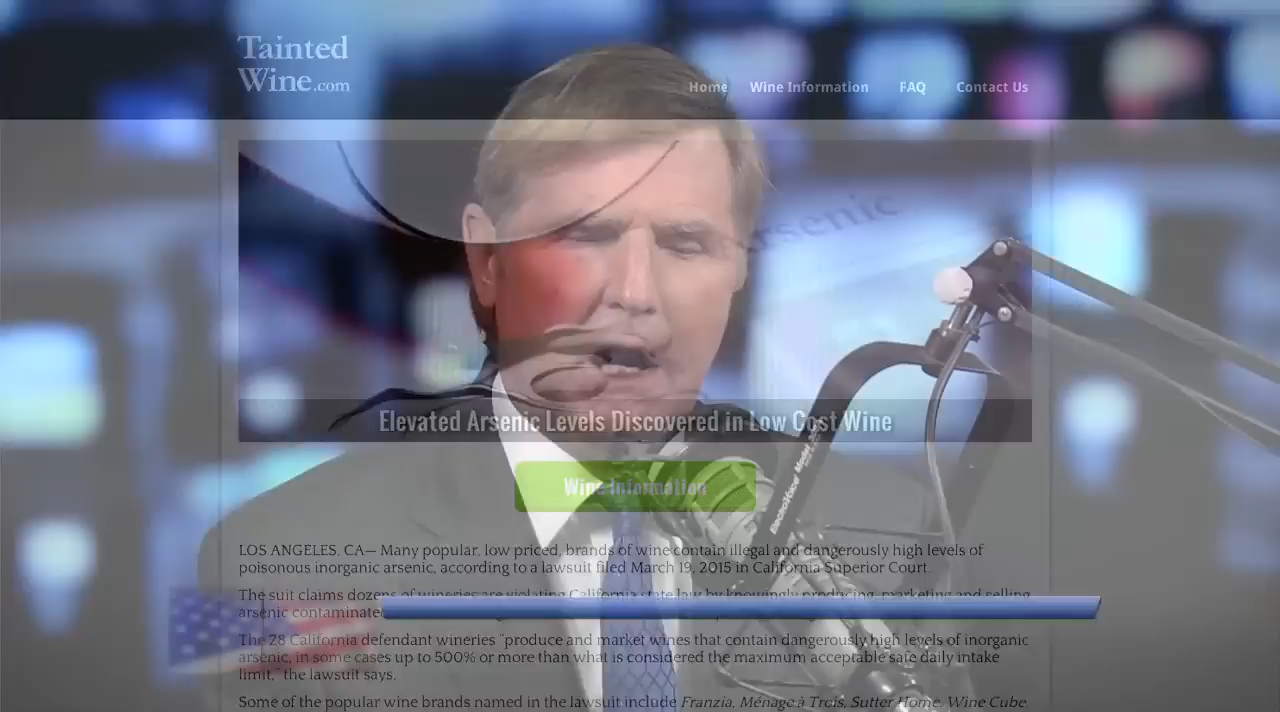 Tainted
Wine.com
Home Wine Information FAQ Contact Us
Arsenic
Elevated Arsenic Levels Discovered in Low Cost Wine
Wine Information
ElectroVoice Model
LOS ANGELES, CA— Many popular, low priced, brands of wine contain illegal and dangerously high levels of
poisonous inorganic arsenic, according to a lawsuit filed March 19, 2015 in California Superior Court.
The suit claims dozens of wineries are violating California state law by knowingly producing, marketing and selling
arsenic contaminated
The 28 California defendant wineries "produce and market wines that contain dangerously high levels of inorganic
arsenic, in some cases up to 500% or more than what is considered the maximum acceptable safe daily intake
limit," the lawsuit says.
Some of the popular wine brands named in the lawsuit include Franzia, Ménage à Trois, Sutter Home, Wine Cube,